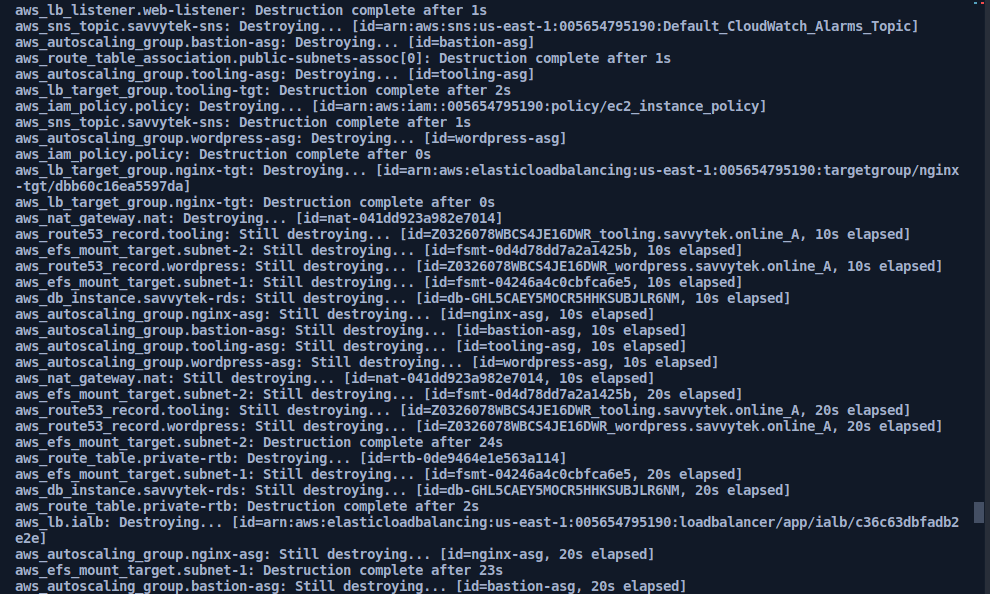 aws_lb_listener.web-listener: Destruction complete after 1s
aws_sns_topic.savvytek-sns: Destroying... [id=arn:aws:sns:us-east-1:005654795190:Default_CloudWatch_Alarms_Topic]
aws_autoscaling_group.bastion-asg: Destroying... [id=bastion-asg]
aws_route_table_association.public-subnets-assoc[0]: Destruction complete after 1s
aws_autoscaling_group.tooling-asg: Destroying... [id=tooling-asg]
aws_lb_target_group.tooling-tgt: Destruction complete after 2s
aws_iam_policy.policy: Destroying... [id=arn:aws:iam::005654795190:policy/ec2_instance_policy]
aws_sns_topic.savvytek-sns: Destruction complete after 1s
aws_autoscaling_group.wordpress-asg: Destroying... [id=wordpress-asg]
aws_iam_policy.policy: Destruction complete after 0s
aws_lb_target_group.nginx-tgt: Destroying... [id=arn:aws:elasticloadbalancing:us-east-1:005654795190:targetgroup/nginx
-tgt/dbb60c16ea5597da]
aws_lb_target_group.nginx-tgt: Destruction complete after 0s
aws_nat_gateway.nat: Destroying... [id=nat-041dd923a982e7014]
aws_route53_record.tooling: Still destroying... [id=Z0326078WBCS4JE16DWR_tooling.savvytek.online_A, 10s elapsed]
aws_efs_mount_target.subnet-2: Still destroying... [id=fsmt-0d4d78dd7a2a1425b, 10s elapsed]
aws_route53_record.wordpress: Still destroying... [id=Z0326078WBCS4JE16DWR_wordpress.savvytek.online_A, 10s elapsed]
aws_efs_mount_target.subnet-1: Still destroying... [id=fsmt-04246a4c0cbfca6e5, 10s elapsed]
aws_db_instance.savvytek-rds: Still destroying... [id=db-GHL5CAEY5MOCR5HHKSUBJLR6NM, 10s elapsed]
aws_autoscaling_group.nginx-asg: Still destroying... [id=nginx-asg, 10s elapsed]
aws_autoscaling_group.bastion-asg: Still destroying... [id=bastion-asg, 10s elapsed]
aws_autoscaling_group.tooling-asg: Still destroying... [id=tooling-asg, 10s elapsed]
aws_autoscaling_group.wordpress-asg: Still destroying... [id=wordpress-asg, 10s elapsed]
aws_nat_gateway.nat: Still destroying... [id=nat-041dd923a982e7014, 10s elapsed]
aws_efs_mount_target.subnet-2: Still destroying... [id=fsmt-0d4d78dd7a2a1425b, 20s elapsed]
aws_route53_record.tooling: Still destroying... [id=Z0326078WBCS4JE16DWR_tooling.savvytek.online_A, 20s elapsed]
aws_route53_record.wordpress: Still destroying... [id=Z0326078WBCS4JE16DWR_wordpress.savvytek.online_A, 20s elapsed]
aws_efs_mount_target.subnet-2: Destruction complete after 24s
aws_route_table.private-rtb: Destroying... [id=rtb-0de9464e1e563a114]
aws_efs_mount_target.subnet-1: Still destroying... [id=fsmt-04246a4c0cbfca6e5, 20s elapsed]
aws_db_instance.savvytek-rds: Still destroying... [id=db-GHL5CAEY5MOCR5HHKSUBJLR6NM, 20s elapsed]
aws_route_table.private-rtb: Destruction complete after 2s
aws_lb.ialb: Destroying... [id=arn:aws:elasticloadbalancing:us-east-1:005654795190:loadbalancer/app/ialb/c36c63dbfadb2
e2e]
aws_autoscaling_group.nginx-asg: Still destroying... [id=nginx-asg, 20s elapsed]
aws_efs_mount_target.subnet-1: Destruction complete after 23s
aws_autoscaling_group.bastion-asg: Still destroying... [id=bastion-asg, 20s elapsed]